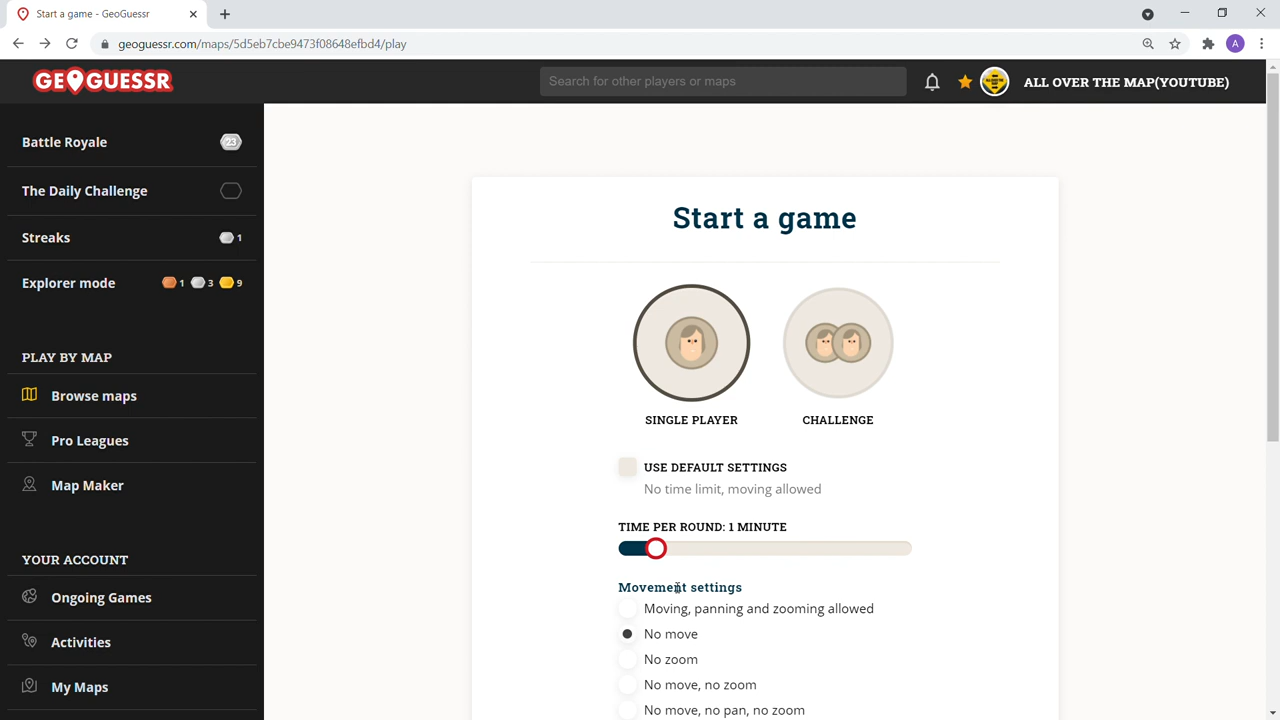 Start a game - GeoGuessr
geoguessr.com/maps/5d5eb7cbe9473f08648efbd4/play
A
GEOGUESSR
Search for other players or maps
ALL OVER THE MAP(YOUTUBE)
Battle Royale
23
The Daily Challenge
Streaks
1
Explorer mode
1 3 9
PLAY BY MAP
Browse maps
Pro Leagues
Map Maker
YOUR ACCOUNT
Ongoing Games
Activities
My Maps
Start a game
SINGLE PLAYER
CHALLENGE
USE DEFAULT SETTINGS
No time limit, moving allowed
TIME PER ROUND: 1 MINUTE
Movement settings
Moving, panning and zooming allowed
No move
No zoom
No move, no zoom
No move, no pan, no zoom